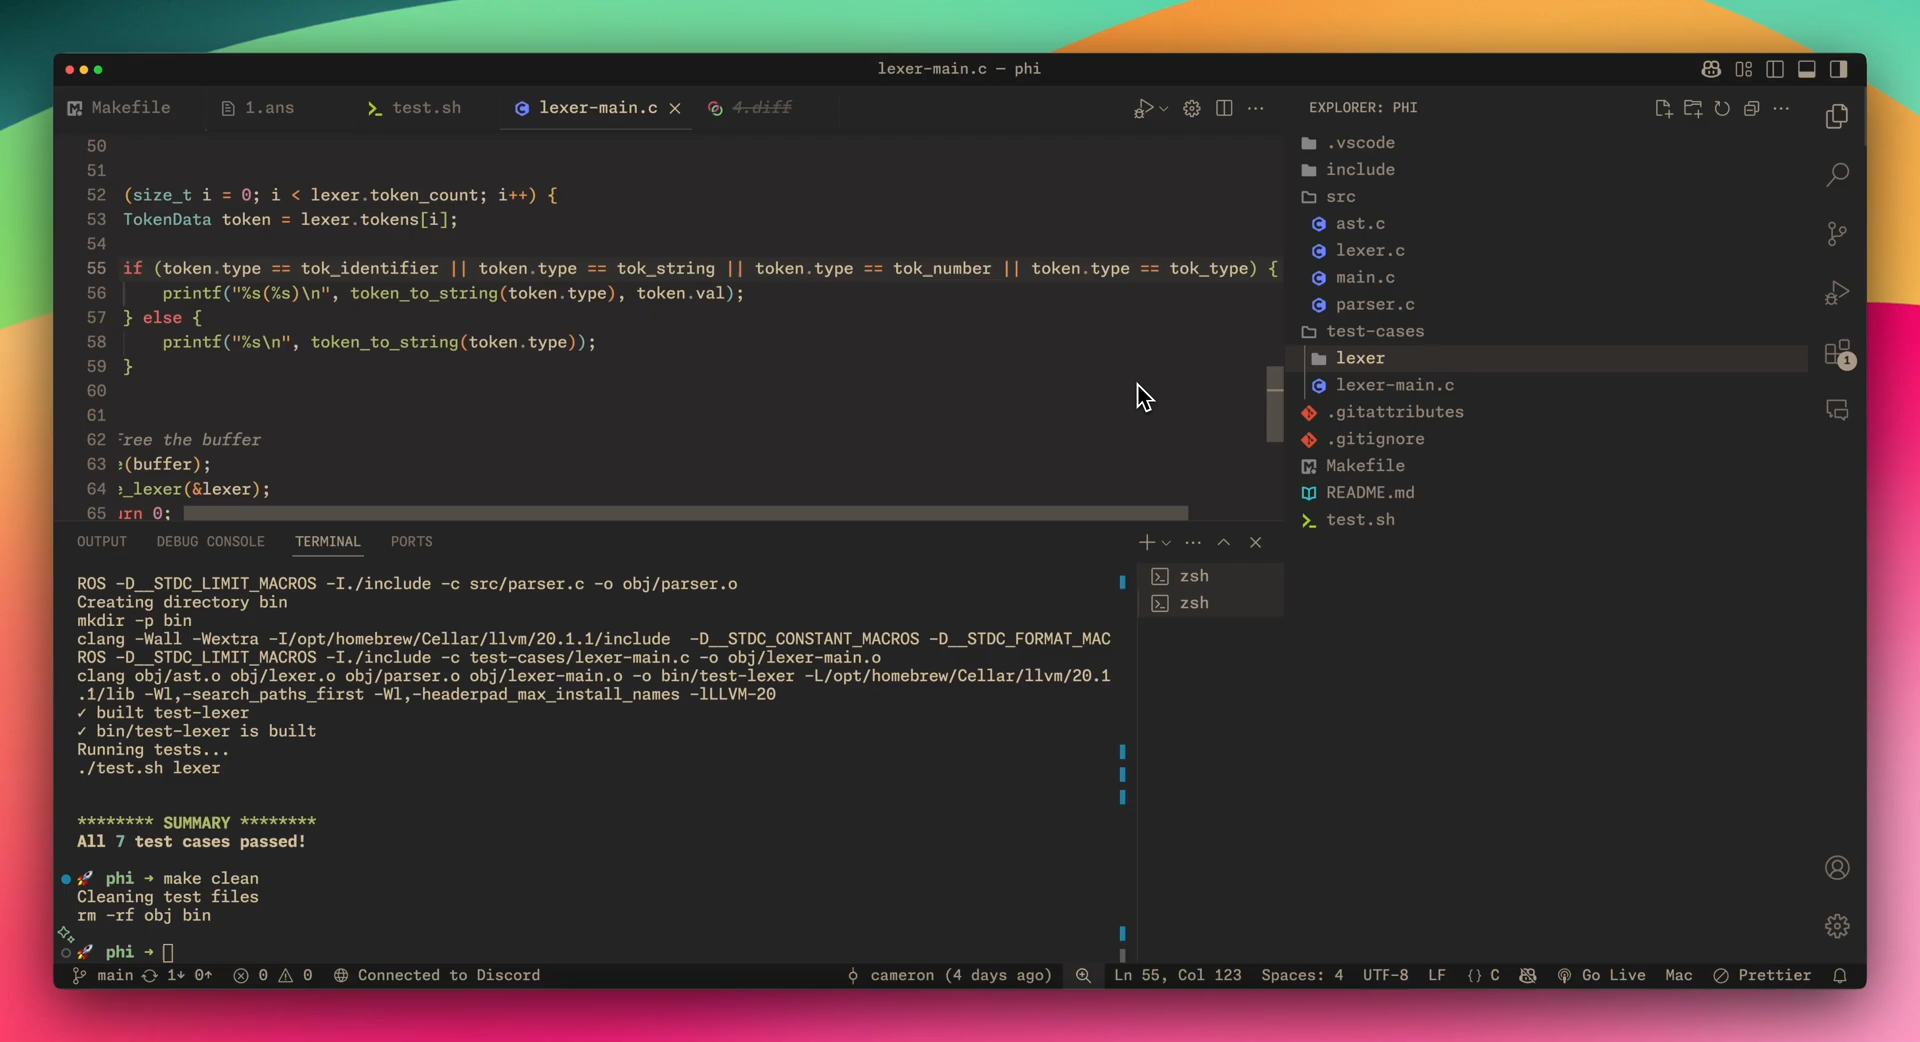 lexer-main.c — phi
Makefile
1.ans
test.sh
lexer-main.c
4.diff
50
51
52 (size_t i = 0; i < lexer.token_count; i++) {
53 TokenData token = lexer.tokens[i];
54
55 if (token.type == tok_identifier || token.type == tok_string || token.type == tok_number || token.type == tok_type) {
56 printf("%s(%s)\n", token_to_string(token.type), token.val);
57 } else {
58 printf("%s\n", token_to_string(token.type));
59 }
60
61
62 Free the buffer
63 e(buffer);
64 e_lexer(&lexer);
65 urn 0;
OUTPUT DEBUG CONSOLE TERMINAL PORTS
ROS -D__STDC_LIMIT_MACROS -I./include -c src/parser.c -o obj/parser.o
Creating directory bin
mkdir -p bin
clang -Wall -Wextra -I/opt/homebrew/Cellar/llvm/20.1.1/include  -D__STDC_CONSTANT_MACROS -D__STDC_FORMAT_MAC
ROS -D__STDC_LIMIT_MACROS -I./include -c test-cases/lexer-main.c -o obj/lexer-main.o
clang obj/ast.o obj/lexer.o obj/parser.o obj/lexer-main.o -o bin/test-lexer -L/opt/homebrew/Cellar/llvm/20.1
.1/lib -Wl,-search_paths_first -Wl,-headerpad_max_install_names -lLLVM-20
✓ built test-lexer
✓ bin/test-lexer is built
Running tests...
./test.sh lexer
******** SUMMARY ********
All 7 test cases passed!
🚀 phi → make clean
Cleaning test files
rm -rf obj bin
🚀 phi →
zsh
zsh
EXPLORER: PHI
.vscode
include
src
ast.c
lexer.c
main.c
parser.c
test-cases
lexer
lexer-main.c
.gitattributes
.gitignore
Makefile
README.md
test.sh
1
main 1↓ 0↑ 0 0 Connected to Discord cameron (4 days ago) Ln 55, Col 123 Spaces: 4 UTF-8 LF {} C Go Live Mac Prettier